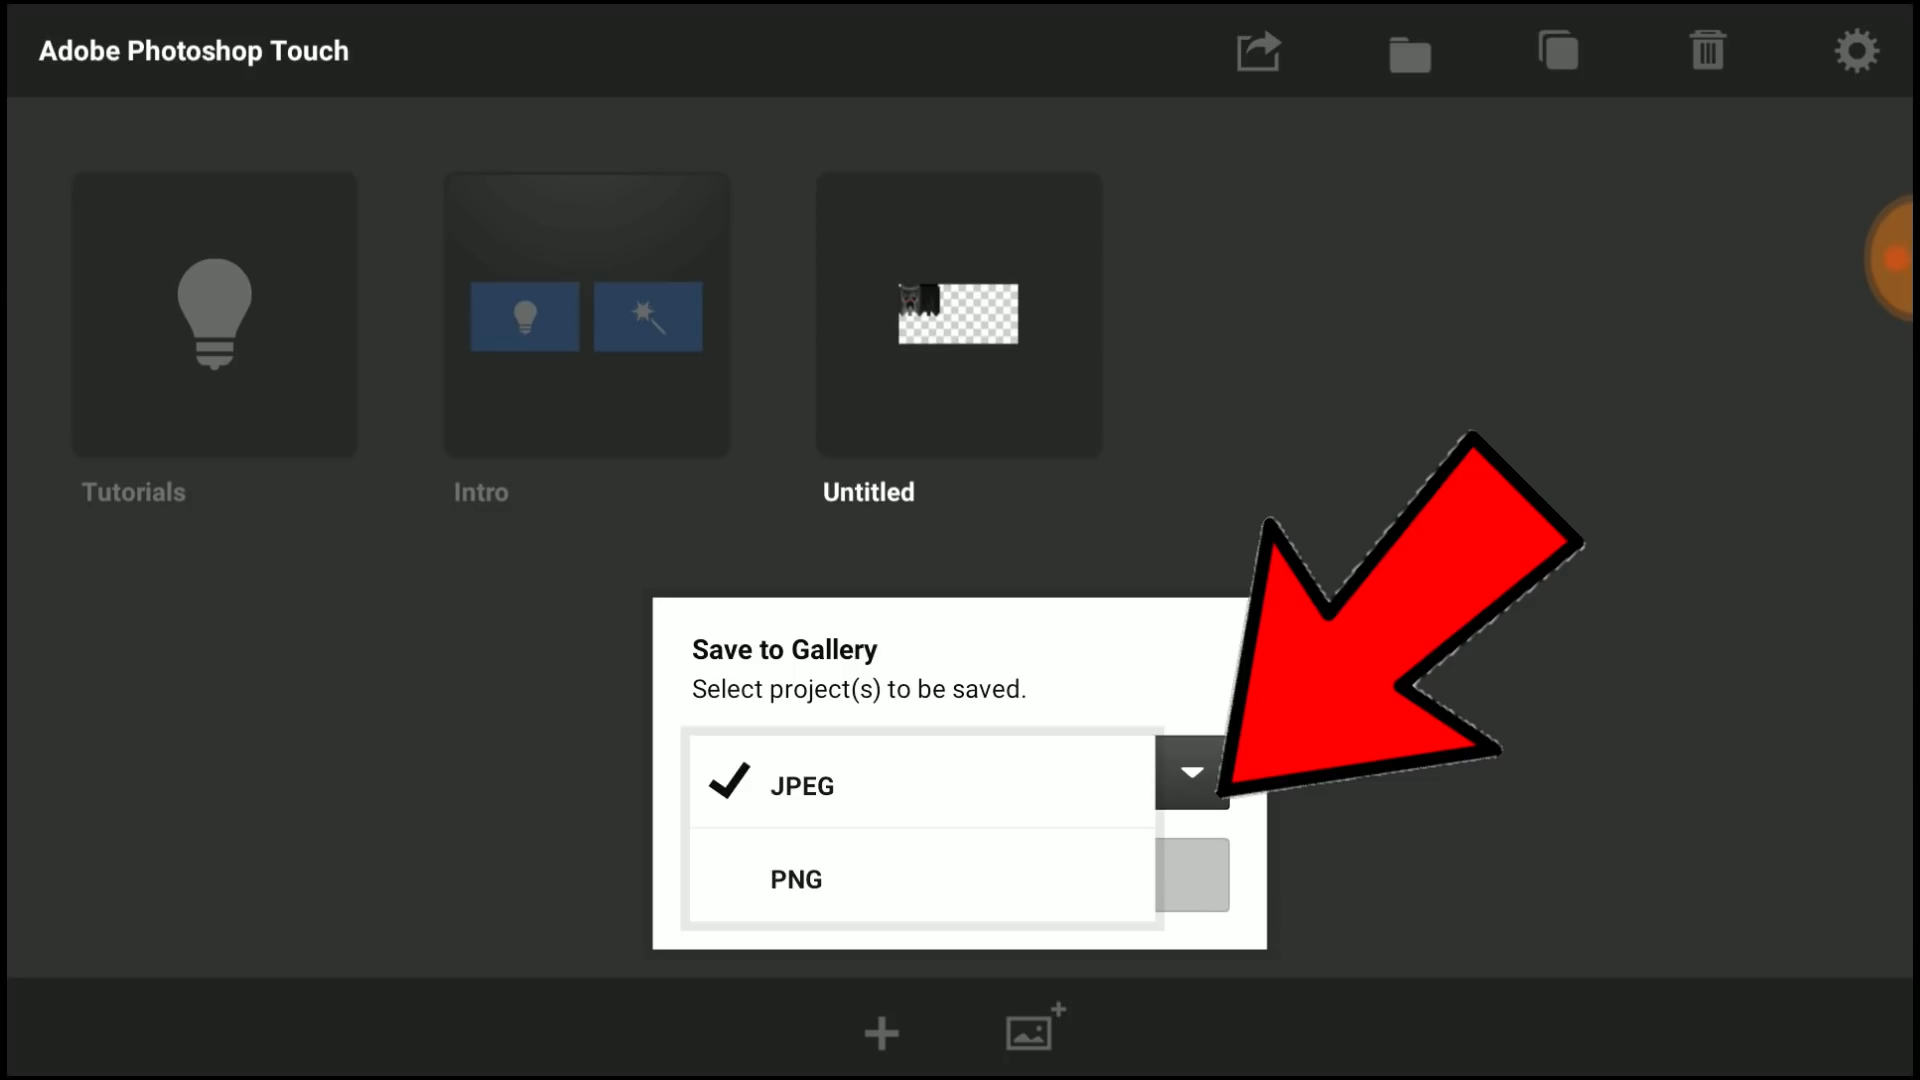 Adobe Photoshop Touch
Tutorials
Intro
Untitled
Save to Gallery
Select project(s) to be saved.
JPEG
PNG